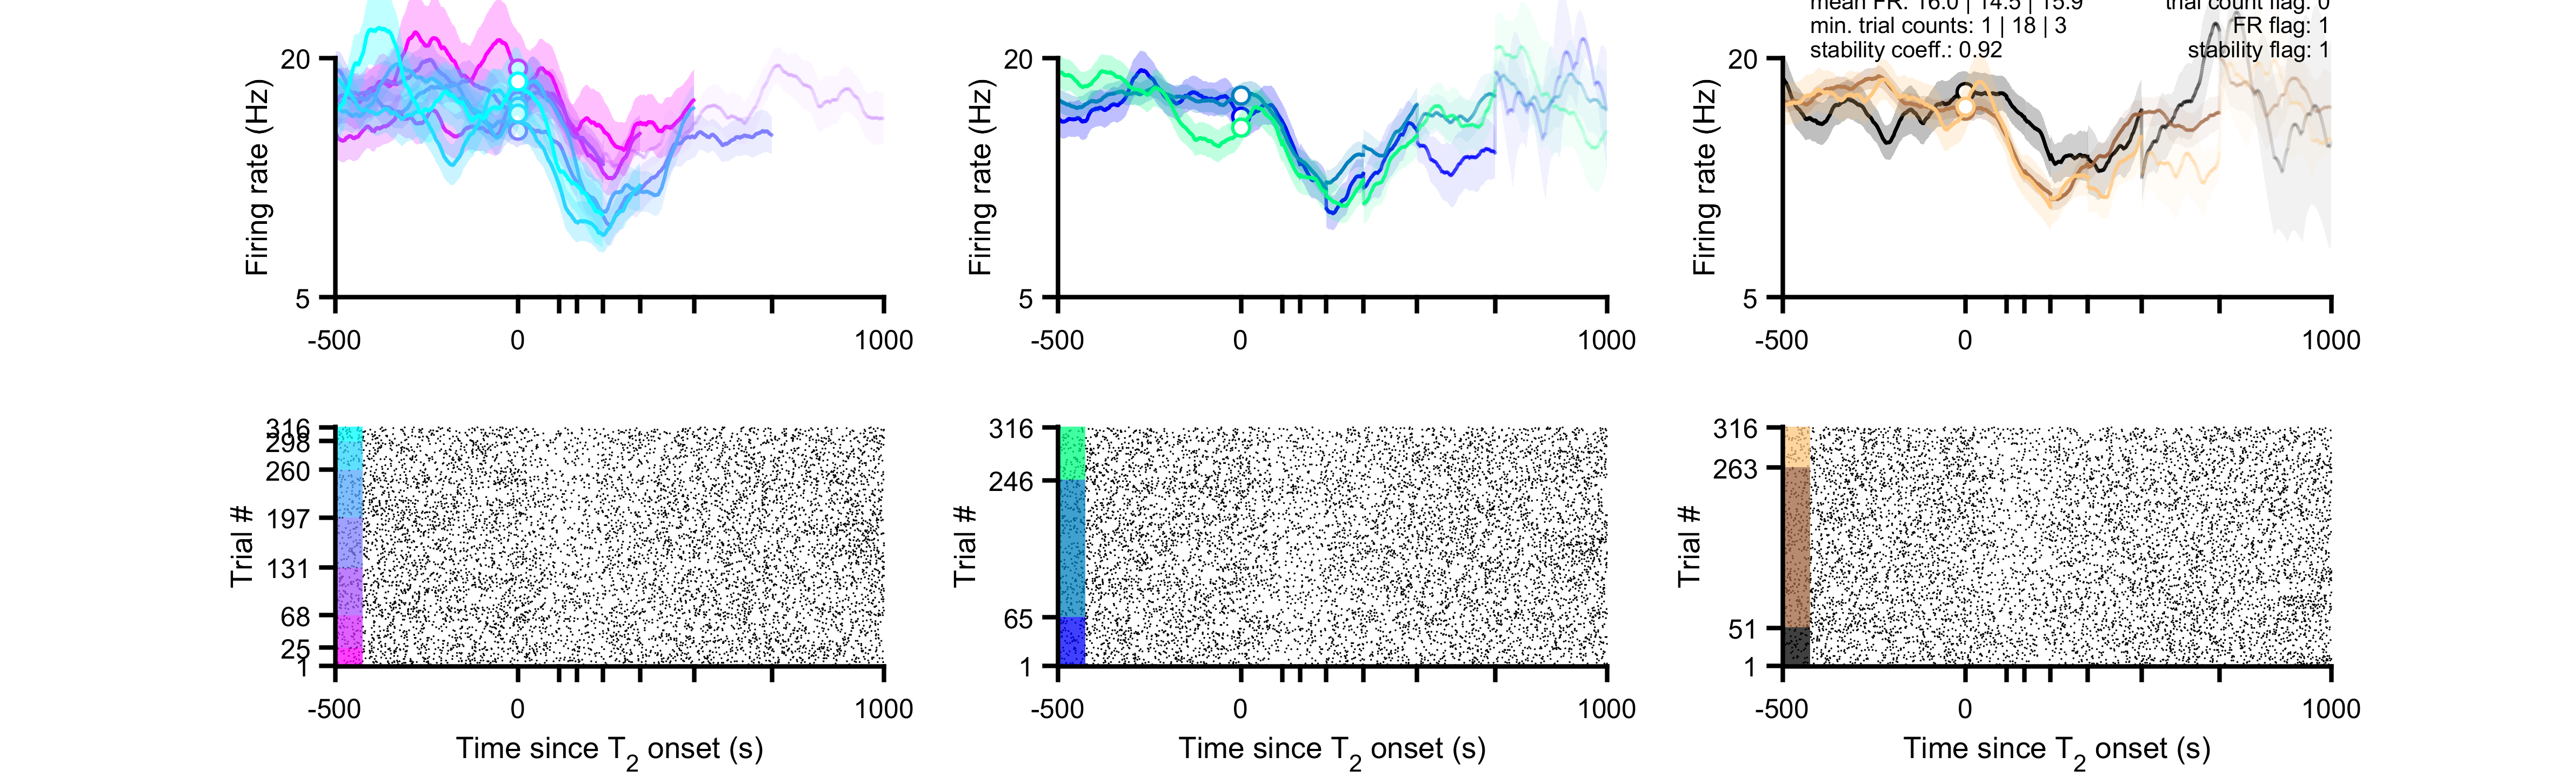 mean FR: 16.0 | 14.5 | 15.9
trial count flag: 0
min. trial counts: 1 | 18 | 3
FR flag: 1
stability coeff.: 0.92
stability flag: 1
Firing rate (Hz)
20
5
-500
0
1000
Firing rate (Hz)
20
5
-500
0
1000
Firing rate (Hz)
20
5
-500
0
1000
Trial #
316
298
260
197
131
68
25
1
-500
0
1000
Time since T2 onset (s)
Trial #
316
246
65
1
-500
0
1000
Time since T2 onset (s)
Trial #
316
263
51
1
-500
0
1000
Time since T2 onset (s)